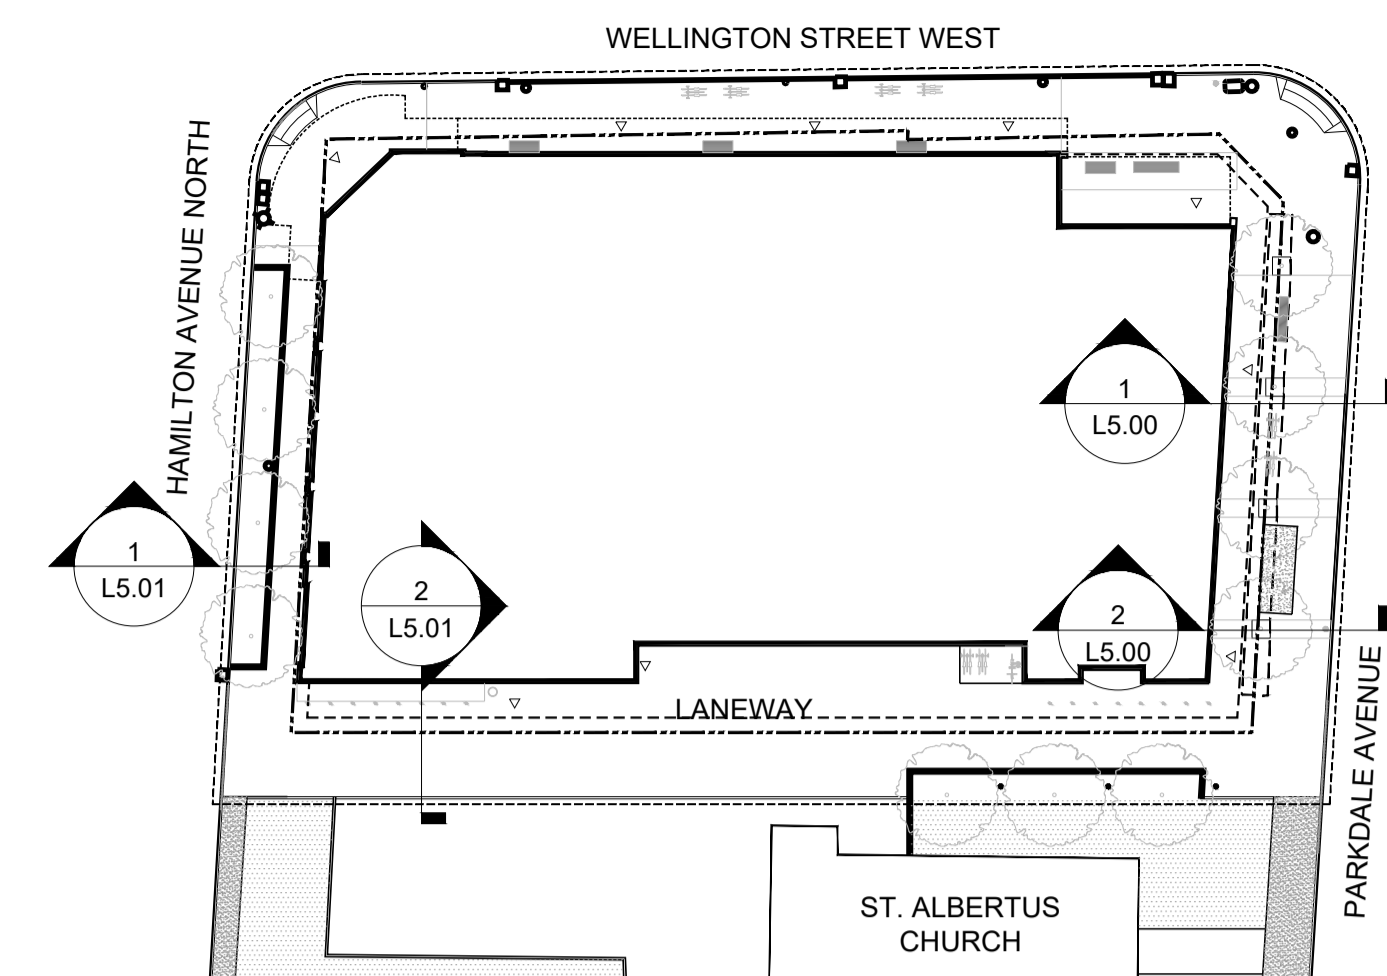 WELLINGTON STREET WEST
HAMILTON AVENUE NORTH
1
L5.00
1
L5.01
2
L5.01
2
L5.00
LANEWAY
PARKDALE AVENUE
ST. ALBERTUS
CHURCH